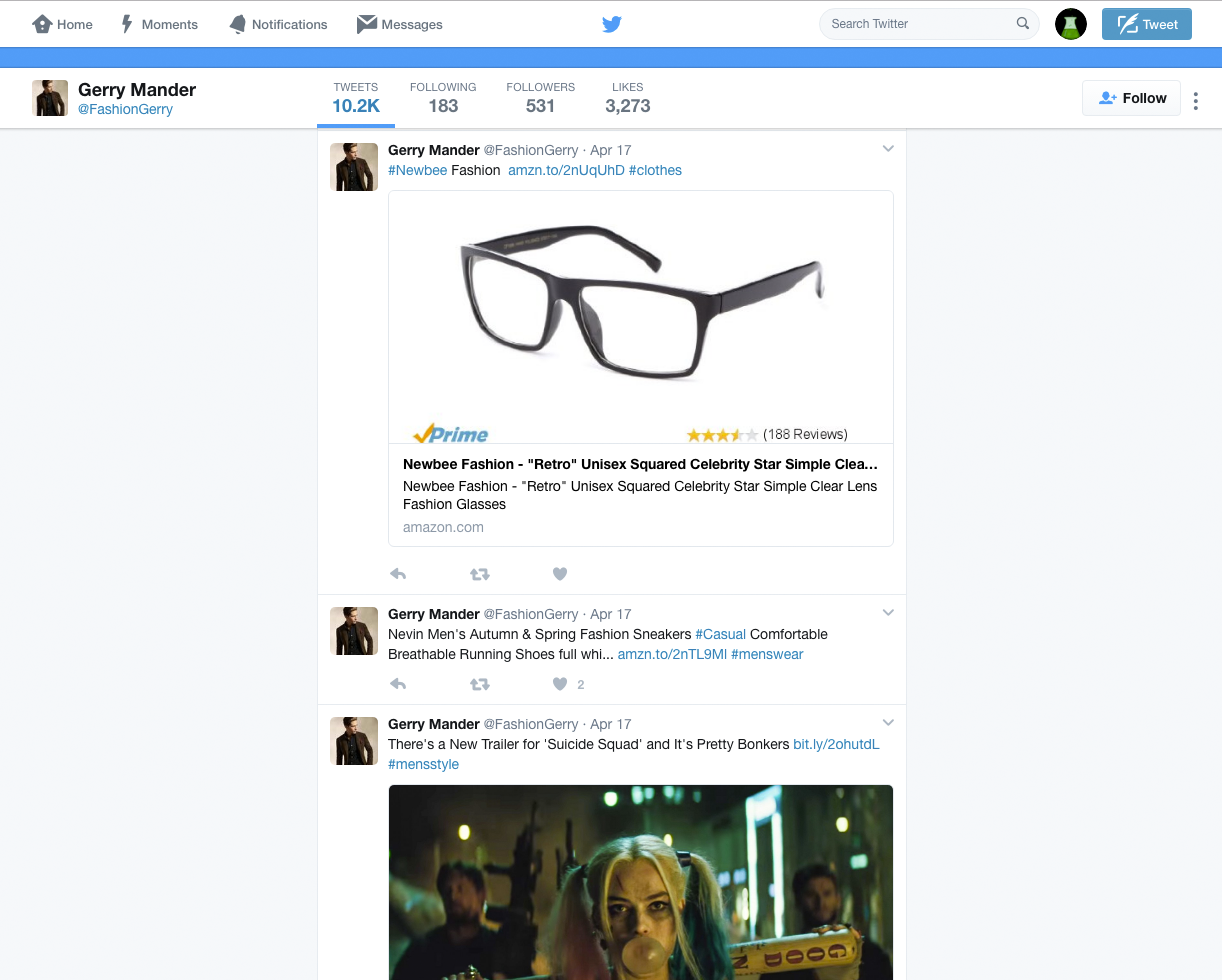 Home Moments Notifications Messages Search Twitter Tweet
Gerry Mander
@FashionGerry
TWEETS FOLLOWING FOLLOWERS LIKES
10.2K 183 531 3,273
Follow
Gerry Mander @FashionGerry · Apr 17
#Newbee Fashion amzn.to/2nUqUhD #clothes
Prime (188 Reviews)
Newbee Fashion - "Retro" Unisex Squared Celebrity Star Simple Clea...
Newbee Fashion - "Retro" Unisex Squared Celebrity Star Simple Clear Lens
Fashion Glasses
amazon.com
Gerry Mander @FashionGerry · Apr 17
Nevin Men's Autumn & Spring Fashion Sneakers #Casual Comfortable
Breathable Running Shoes full whi... amzn.to/2nTL9Ml #menswear
2
Gerry Mander @FashionGerry · Apr 17
There's a New Trailer for 'Suicide Squad' and It's Pretty Bonkers bit.ly/2ohutdL
#mensstyle
GOOD